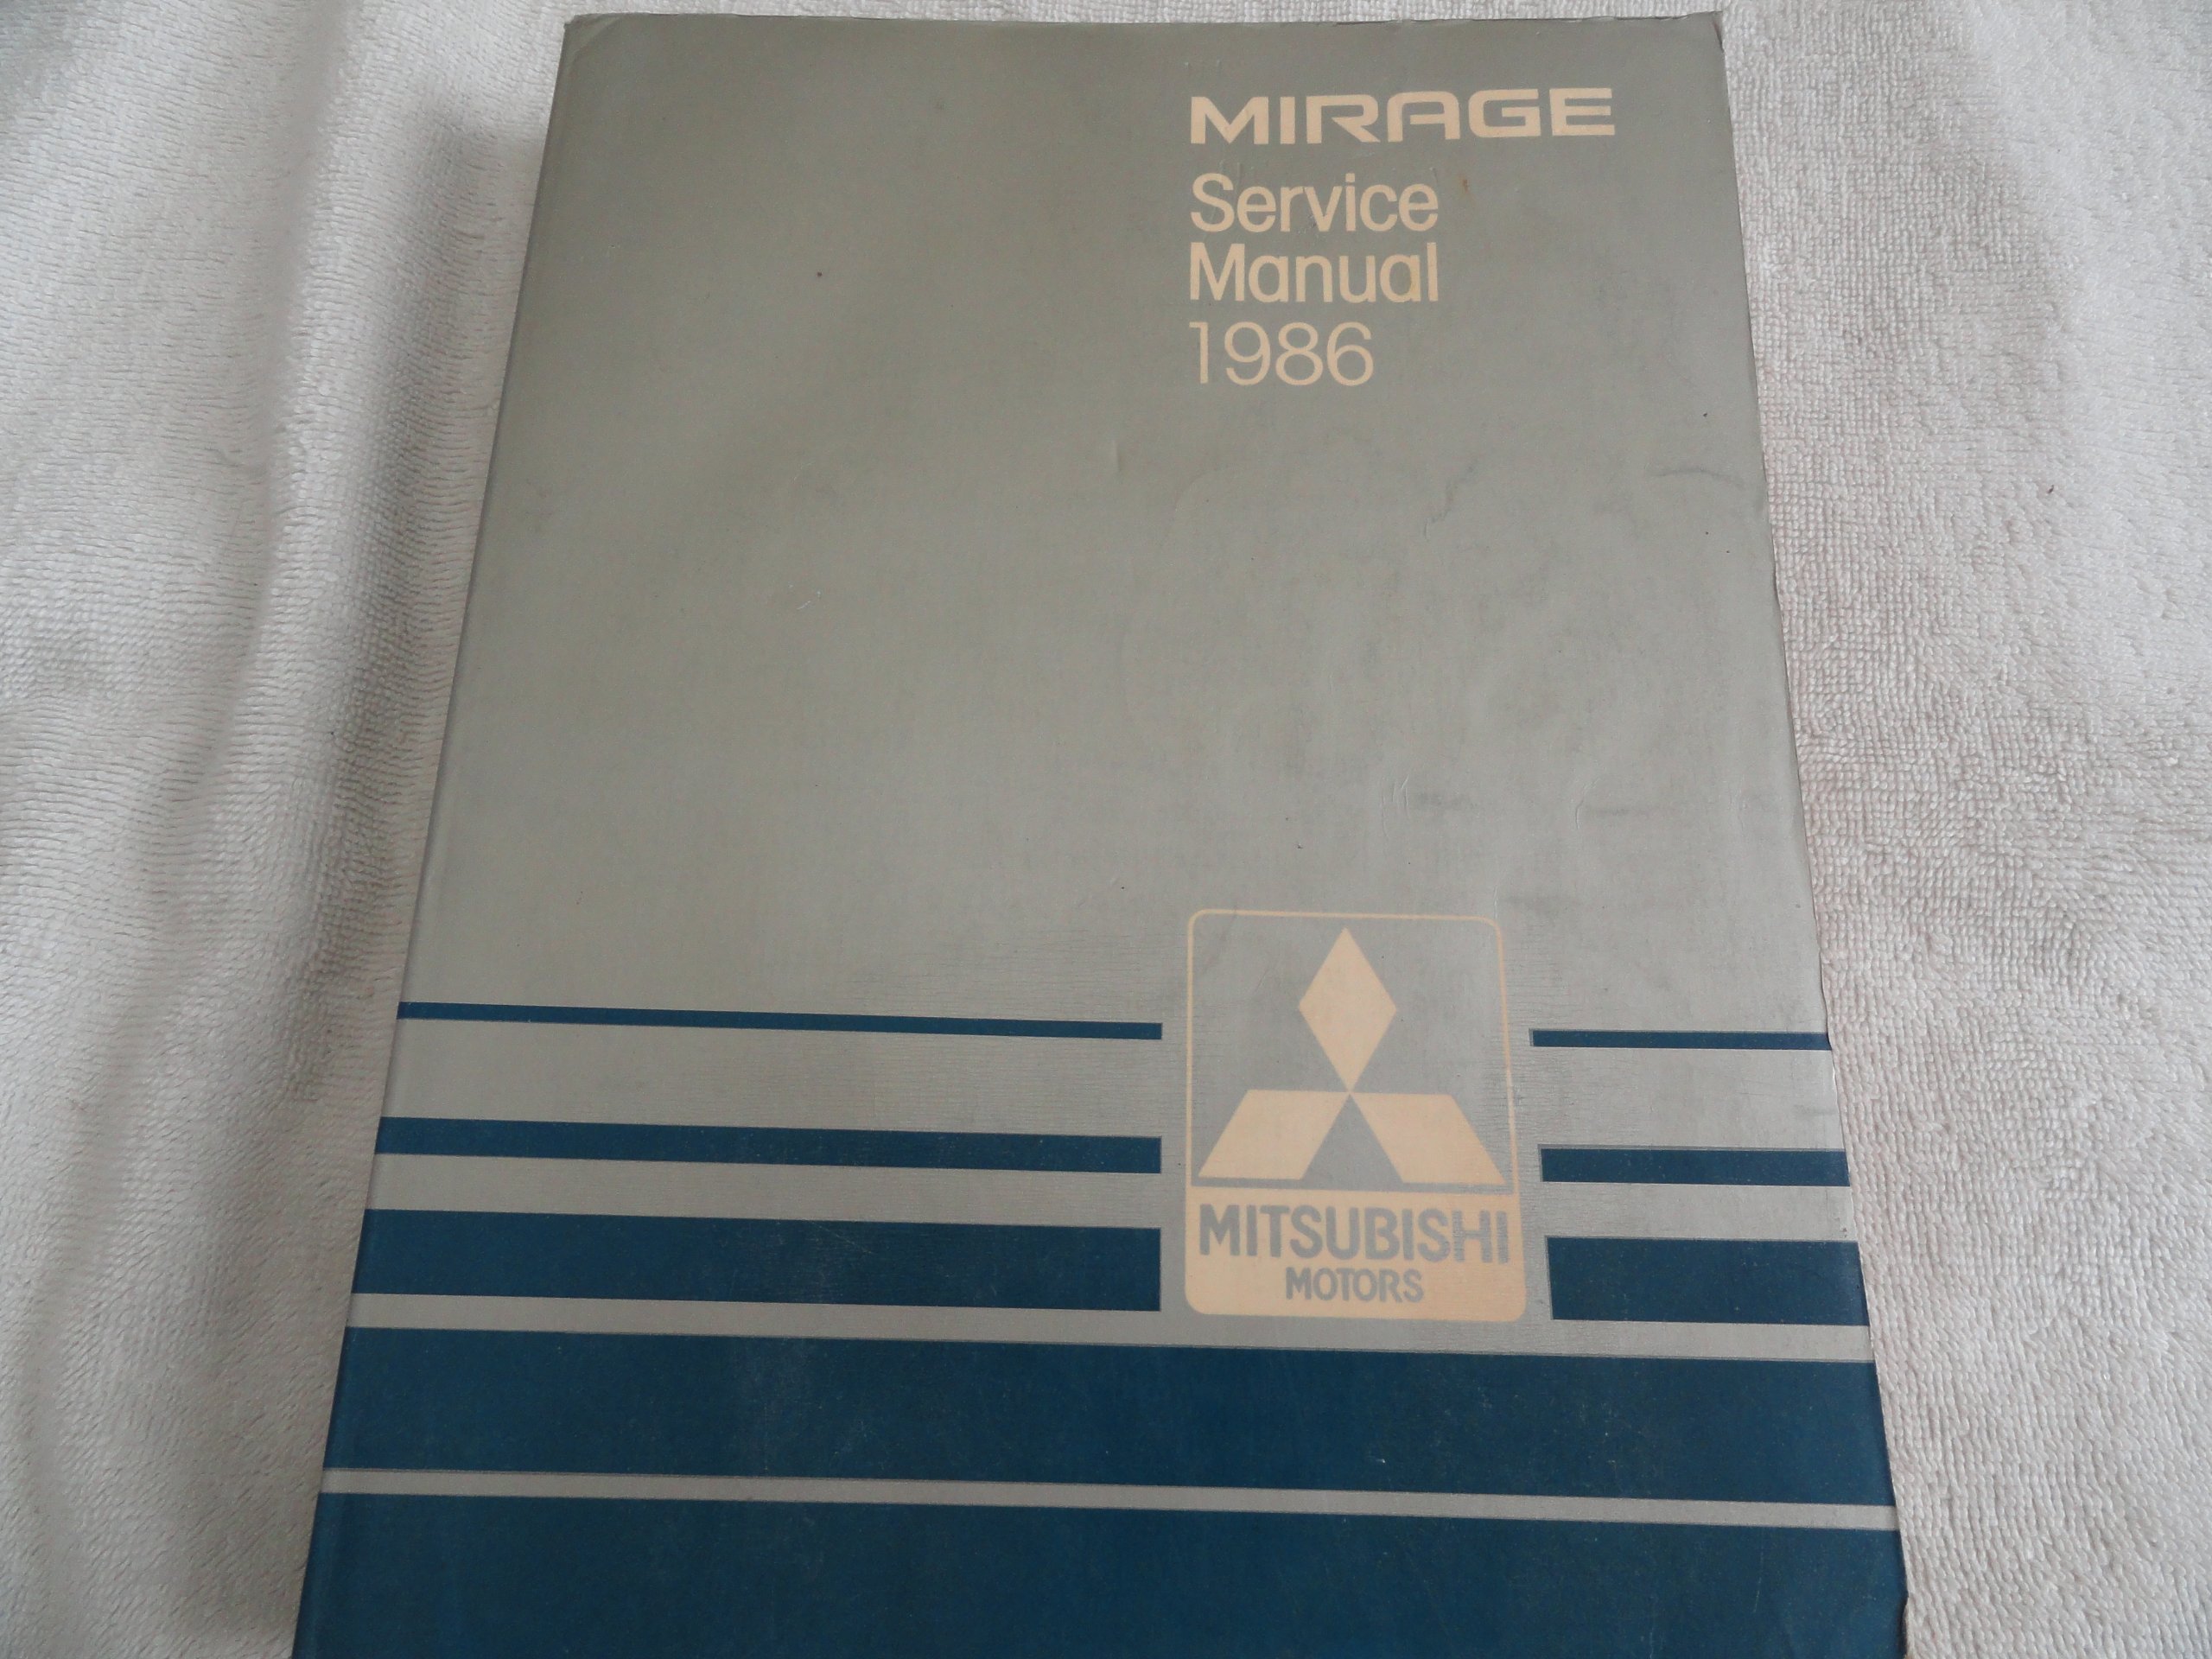 MIRAGE
Service
Manual
1986
MITSUBISHI
MOTORS